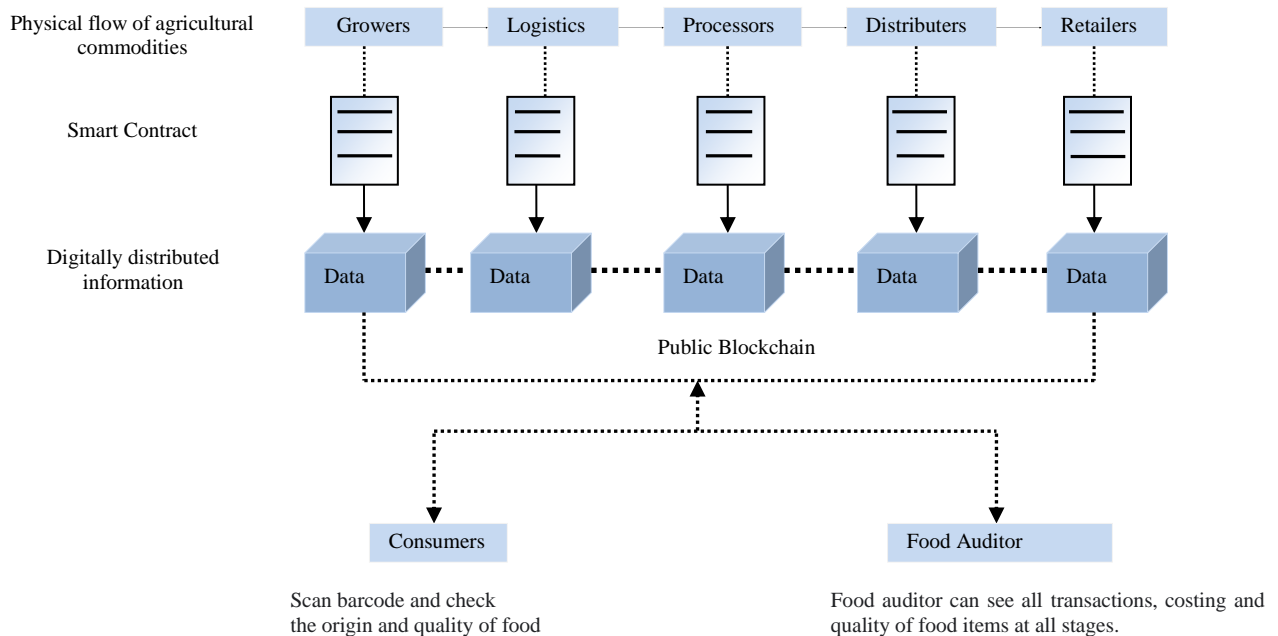 Physical flow of agricultural
commodities
Growers
Logistics
Processors
Distributers
Retailers
Smart Contract
Digitally distributed
information
Data
Data
Data
Data
Data
Public Blockchain
Consumers
Food Auditor
Scan barcode and check
the origin and quality of food
Food auditor can see all transactions, costing and
quality of food items at all stages.